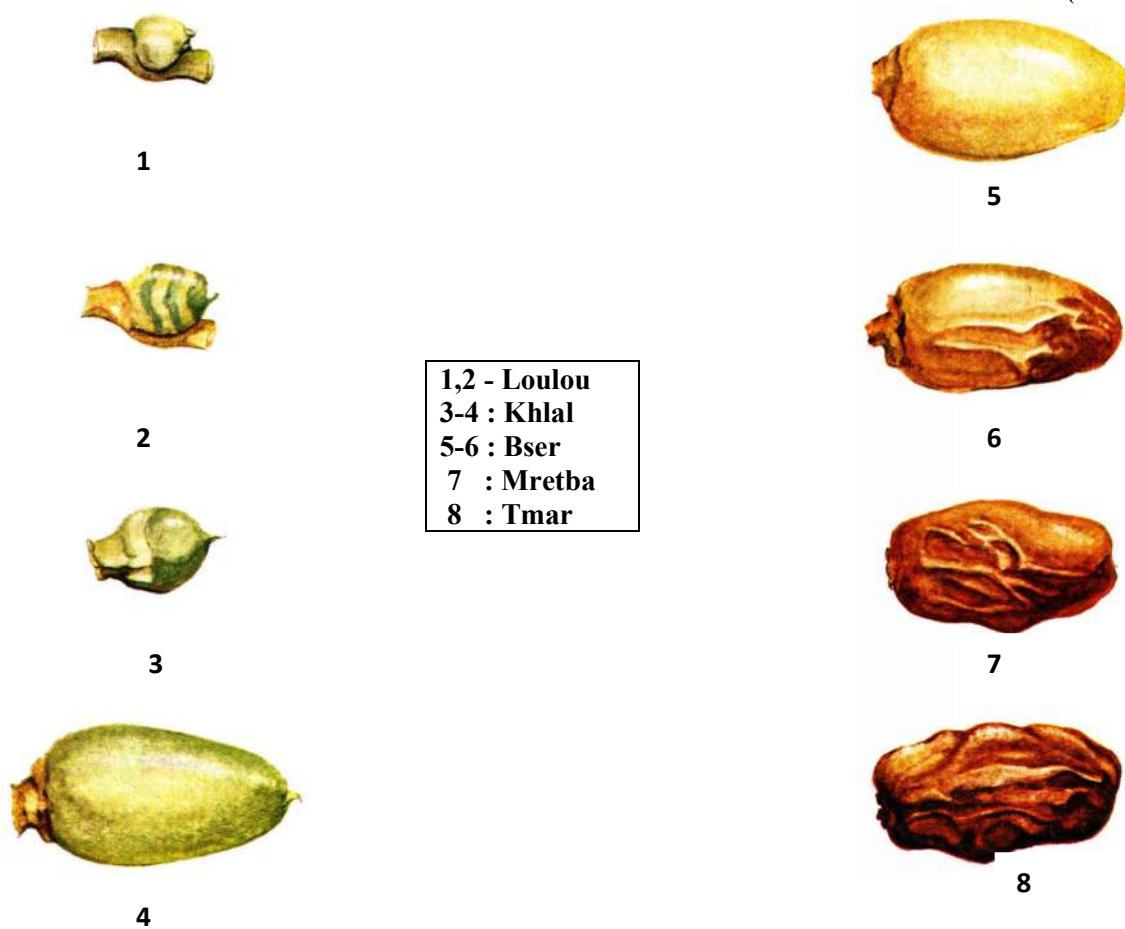 (
1
2
3
4
1,2 - Loulou
3-4 : Khlal
5-6 : Bser
7 : Mretba
8 : Tmar
5
6
7
8